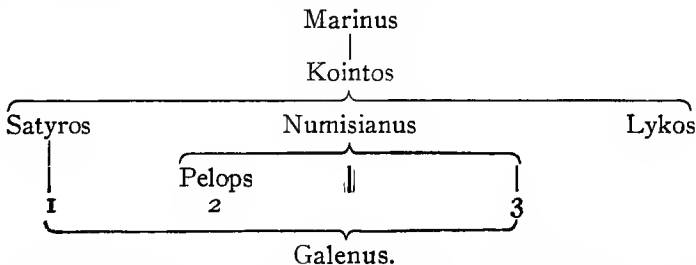 Marinus
Kointos
Satyros Numisianus Lykos
Pelops
1 2 3
Galenus.